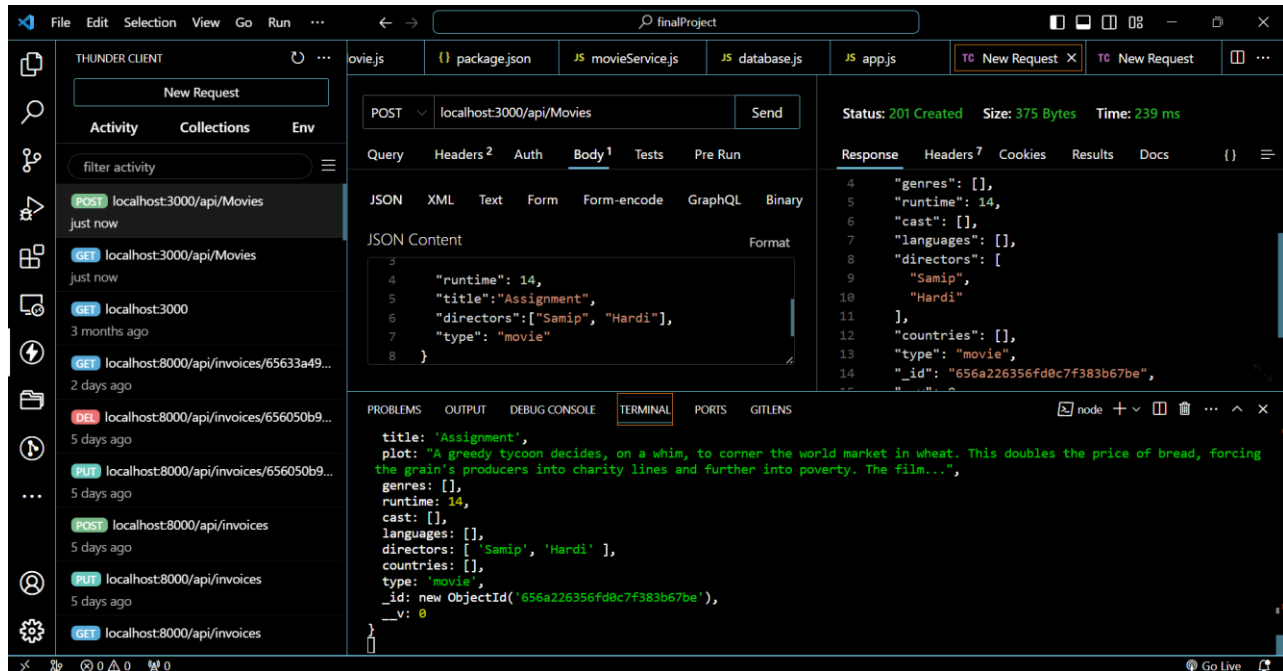 File Edit Selection View Go Run ··· finalProject
THUNDER CLIENT
New Request
Activity Collections Env
filter activity
POST localhost:3000/api/Movies
just now
GET localhost:3000/api/Movies
just now
GET localhost:3000
3 months ago
GET localhost:8000/api/invoices/65633a49...
2 days ago
DEL localhost:8000/api/invoices/656050b9...
5 days ago
PUT localhost:8000/api/invoices/656050b9...
5 days ago
POST localhost:8000/api/invoices
5 days ago
PUT localhost:8000/api/invoices
5 days ago
GET localhost:8000/api/invoices
ovie.js {} package.json JS movieService.js JS database.js JS app.js TC New Request TC New Request
POST localhost:3000/api/Movies Send
Query Headers 2 Auth Body 1 Tests Pre Run
JSON XML Text Form Form-encode GraphQL Binary
JSON Content Format
3
4 "runtime": 14,
5 "title":"Assignment",
6 "directors":["Samip", "Hardi"],
7 "type": "movie"
8 }
Status: 201 Created Size: 375 Bytes Time: 239 ms
Response Headers 7 Cookies Results Docs {}
4 "genres": [],
5 "runtime": 14,
6 "cast": [],
7 "languages": [],
8 "directors": [
9 "Samip",
10 "Hardi"
11 ],
12 "countries": [],
13 "type": "movie",
14 "_id": "656a226356fd0c7f383b67be",
PROBLEMS OUTPUT DEBUG CONSOLE TERMINAL PORTS GITLENS node
title: 'Assignment',
plot: "A greedy tycoon decides, on a whim, to corner the world market in wheat. This doubles the price of bread, forcing
the grain's producers into charity lines and further into poverty. The film...",
genres: [],
runtime: 14,
cast: [],
languages: [],
directors: [ 'Samip', 'Hardi' ],
countries: [],
type: 'movie',
_id: new ObjectId('656a226356fd0c7f383b67be'),
__v: 0
}
0 0 0 Go Live